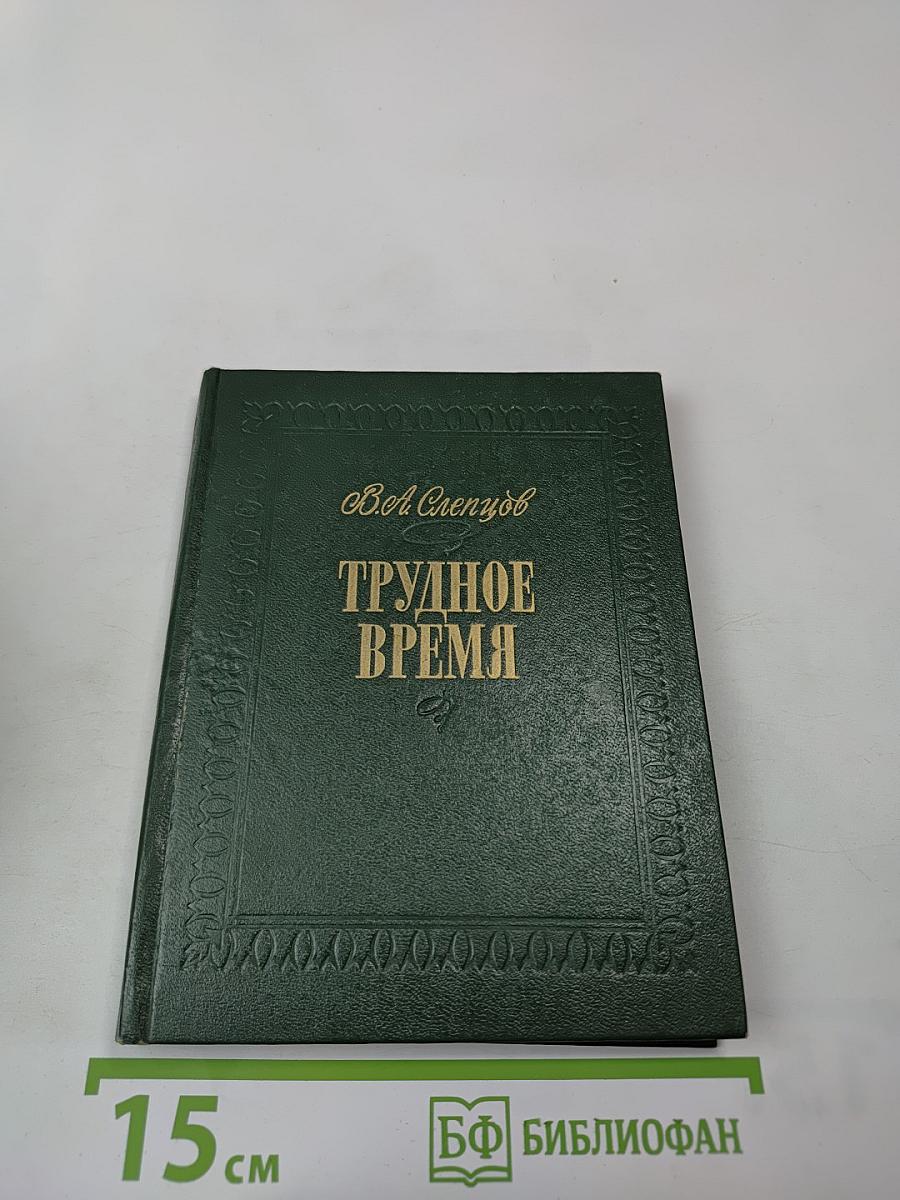 В.А. Слепцов
ТРУДНОЕ
ВРЕМЯ
15 см
БФ БИБЛИОФАН